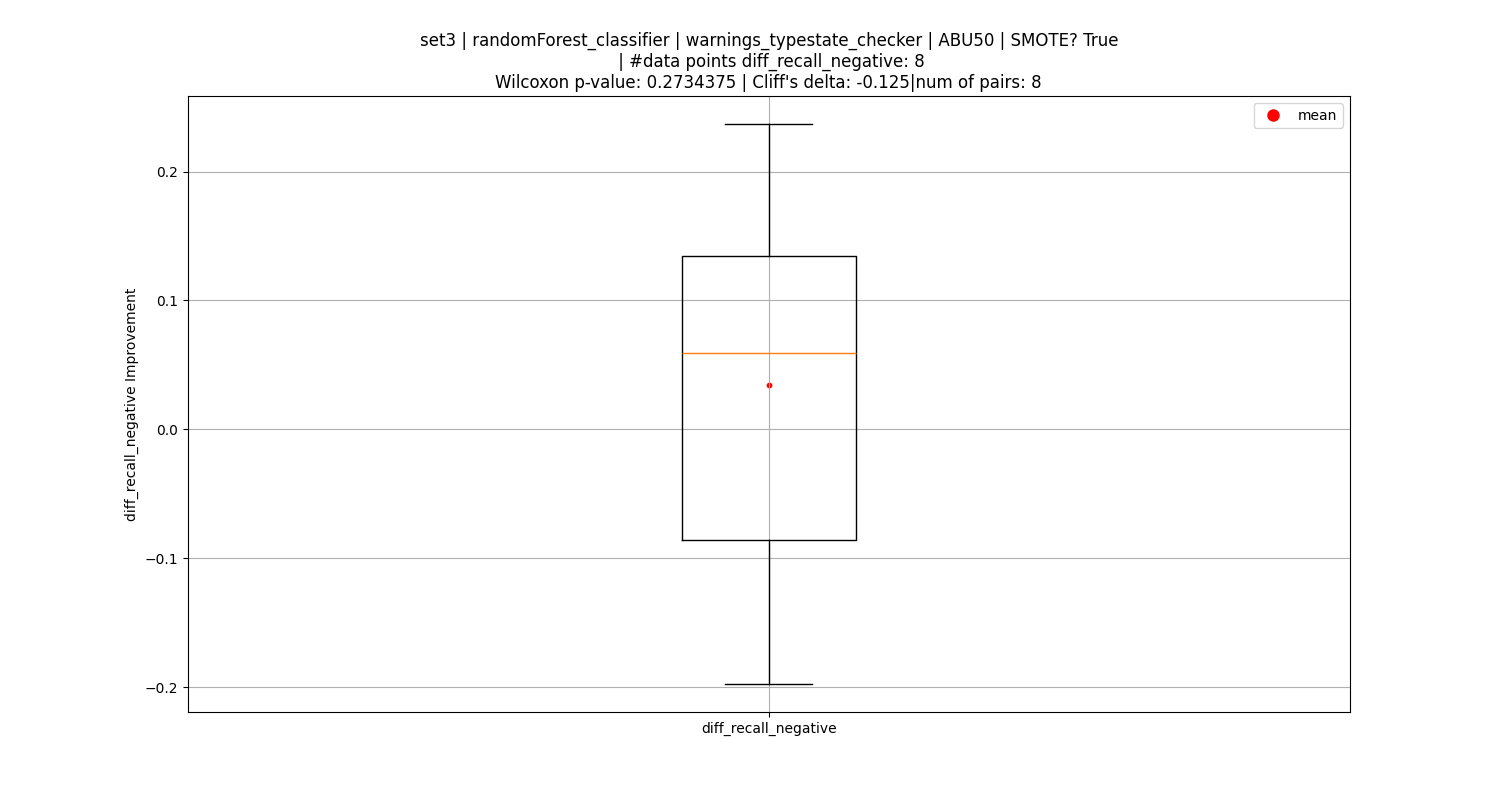 set3 | randomForest_classifier | warnings_typestate_checker | ABU50 | SMOTE? True
| #data points diff_recall_negative: 8
Wilcoxon p-value: 0.2734375 | Cliff's delta: -0.125|num of pairs: 8
mean
0.2
0.1
0.0
−0.1
−0.2
diff_recall_negative Improvement
diff_recall_negative